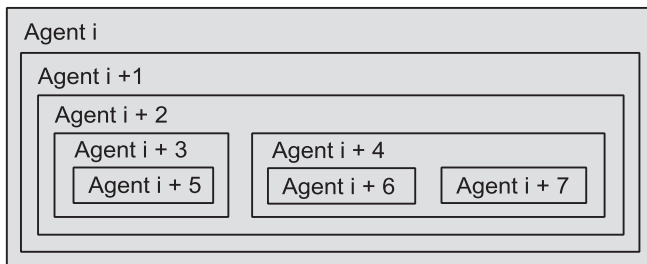 Agent i
Agent i +1
Agent i + 2
Agent i + 3
Agent i + 4
Agent i + 5
Agent i + 6
Agent i + 7